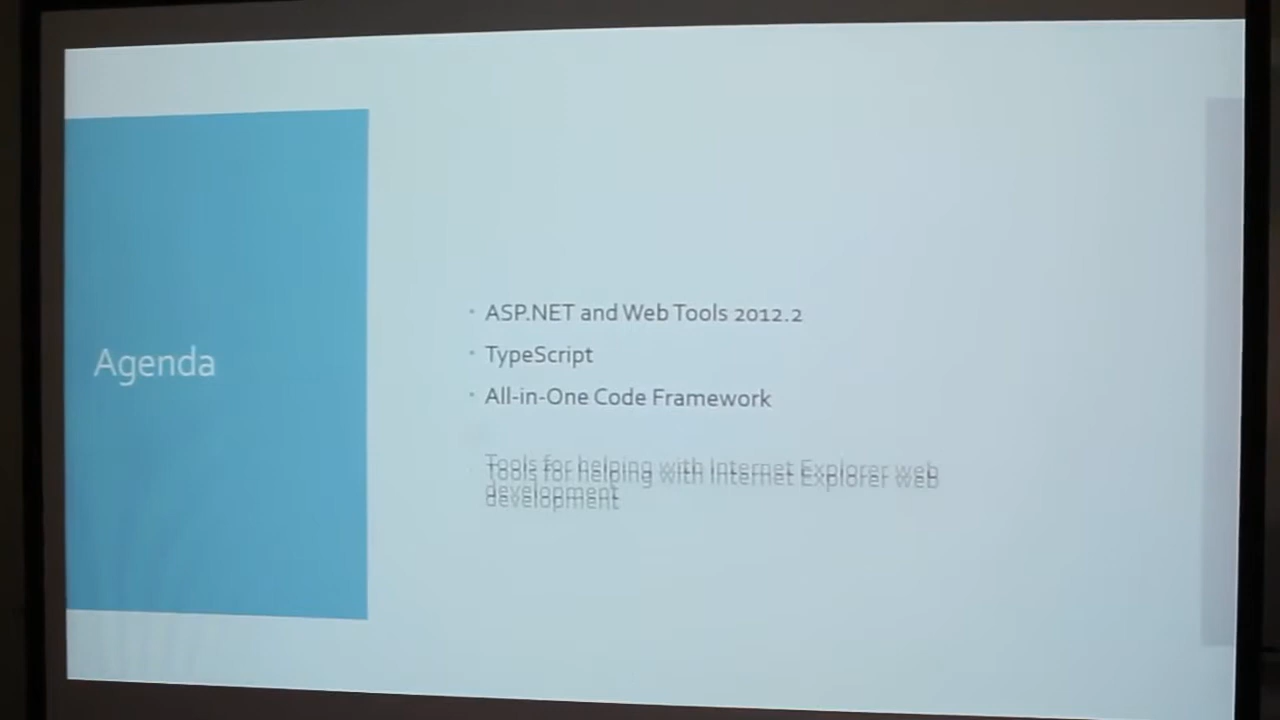 Agenda
· ASP.NET and Web Tools 2012.2
· TypeScript
· All-in-One Code Framework
Tools for helping with Internet Explorer web
development